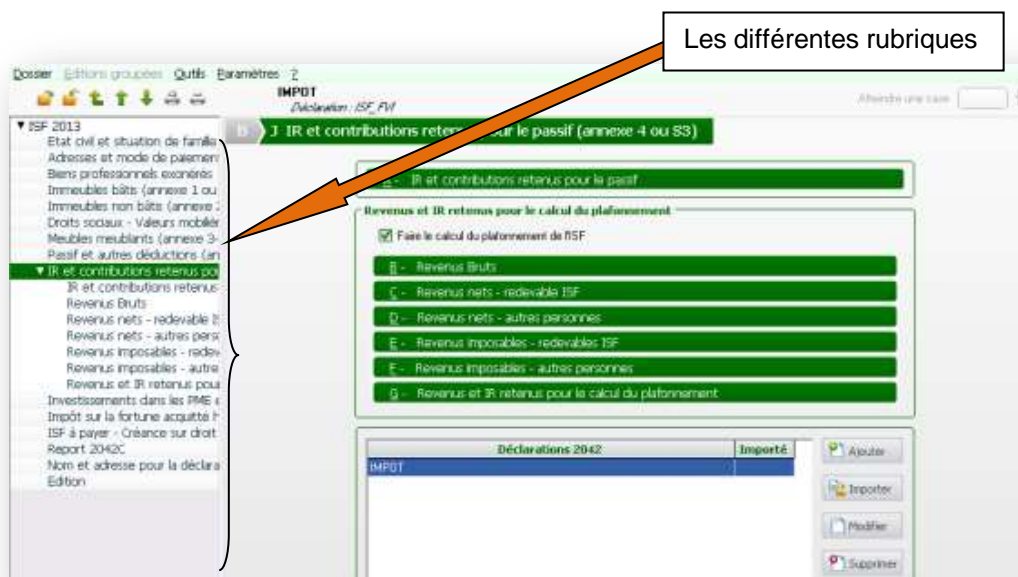 Les différentes rubriques
Dossier Editions groupées Outils Paramètres ?
IMPOT
Déclaration : ISF_FVf
Atteindre une case
▼ ISF 2013
Etat civil et situation de famille
Adresses et mode de paiemen
Biens professionnels exonérés
Immeubles bâtis (annexe 1 ou
Immeubles non bâtis (annexe 2
Droits sociaux - Valeurs mobilièr
Meubles meublants (annexe 3-
Passif et autres déductions (an
▼ IR et contributions retenus pou
IR et contributions retenus
Revenus Bruts
Revenus nets - redevable I
Revenus nets - autres pers
Revenus imposables - redev
Revenus imposables - autre
Revenus et IR retenus pou
Investissements dans les PME e
Impôt sur la fortune acquitté h
ISF à payer - Créance sur droit
Report 2042C
Nom et adresse pour la déclara
Edition
J IR et contributions retenus pour le passif (annexe 4 ou S3)
A - IR et contributions retenus pour le passif
Revenus et IR retenus pour le calcul du plafonnement
Faire le calcul du plafonnement de l'ISF
B - Revenus Bruts
C - Revenus nets - redevable ISF
D - Revenus nets - autres personnes
E - Revenus imposables - redevables ISF
F - Revenus imposables - autres personnes
G - Revenus et IR retenus pour le calcul du plafonnement
Déclarations 2042 Importé
IMPOT
Ajouter
Importer
Modifier
Supprimer